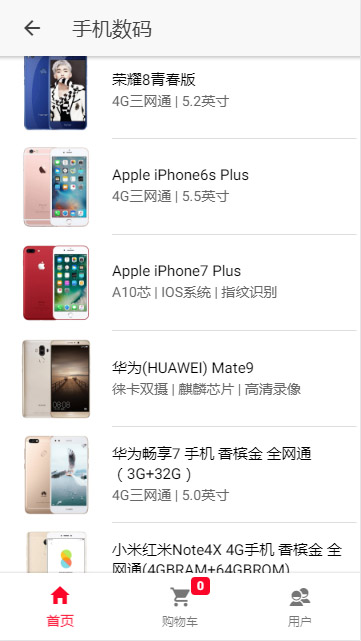 手机数码
荣耀8青春版
4G三网通 | 5.2英寸
Apple iPhone6s Plus
4G三网通 | 5.5英寸
Apple iPhone7 Plus
A10芯 | IOS系统 | 指纹识别
华为(HUAWEI) Mate9
徕卡双摄 | 麒麟芯片 | 高清录像
华为畅享7 手机 香槟金 全网通
（3G+32G）
4G三网通 | 5.0英寸
小米红米Note4X 4G手机 香槟金 全
网通(4GBRAM+64GBROM)
0
首页
购物车
用户